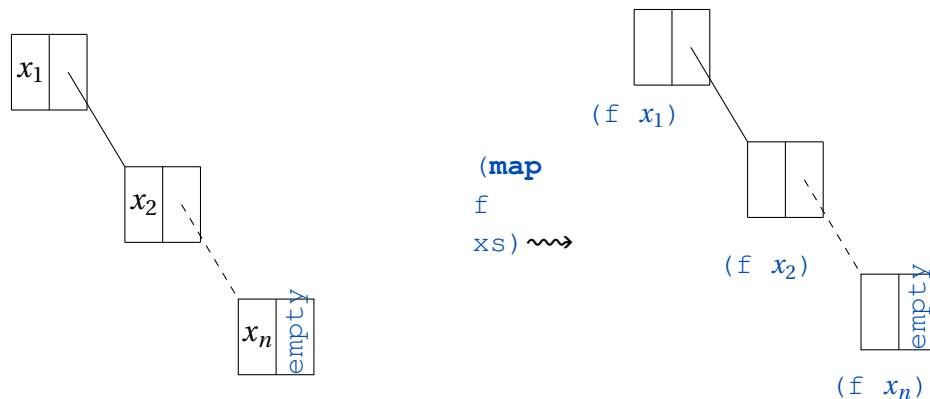 x₁
x₂
xₙ empty
(map
f
xs) ⇝
(f x₁)
(f x₂)
empty
(f xₙ)